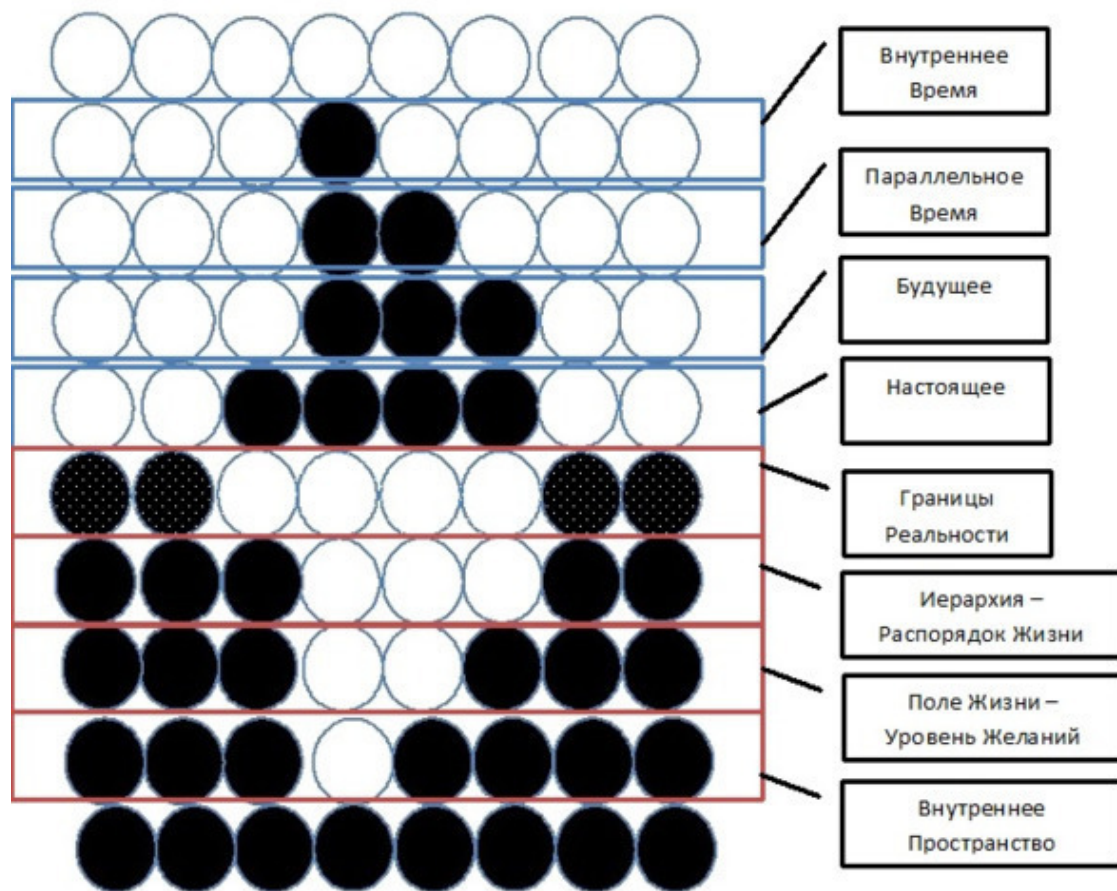 Внутреннее
Время
Параллельное
Время
Будущее
Настоящее
Границы
Реальности
Иерархия –
Распорядок Жизни
Поле Жизни –
Уровень Желаний
Внутреннее
Пространство